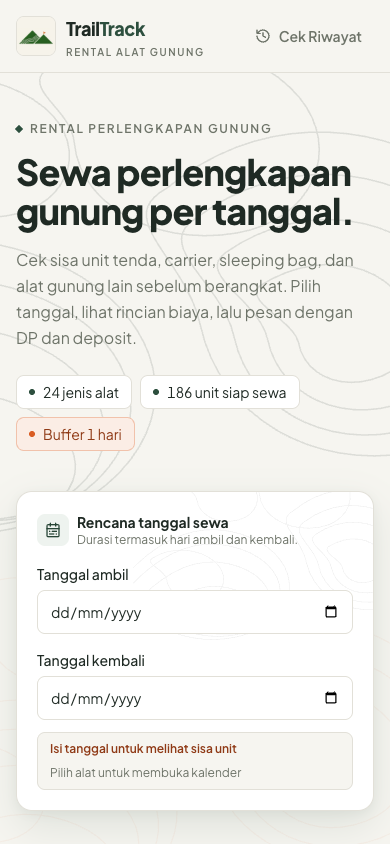 TrailTrack
RENTAL ALAT GUNUNG
Cek Riwayat
RENTAL PERLENGKAPAN GUNUNG
Sewa perlengkapan
gunung per tanggal.
Cek sisa unit tenda, carrier, sleeping bag, dan
alat gunung lain sebelum berangkat. Pilih
tanggal, lihat rincian biaya, lalu pesan dengan
DP dan deposit.
24 jenis alat
186 unit siap sewa
Buffer 1 hari
Rencana tanggal sewa
Durasi termasuk hari ambil dan kembali.
Tanggal ambil
dd/mm/yyyy
Tanggal kembali
dd/mm/yyyy
Isi tanggal untuk melihat sisa unit
Pilih alat untuk membuka kalender